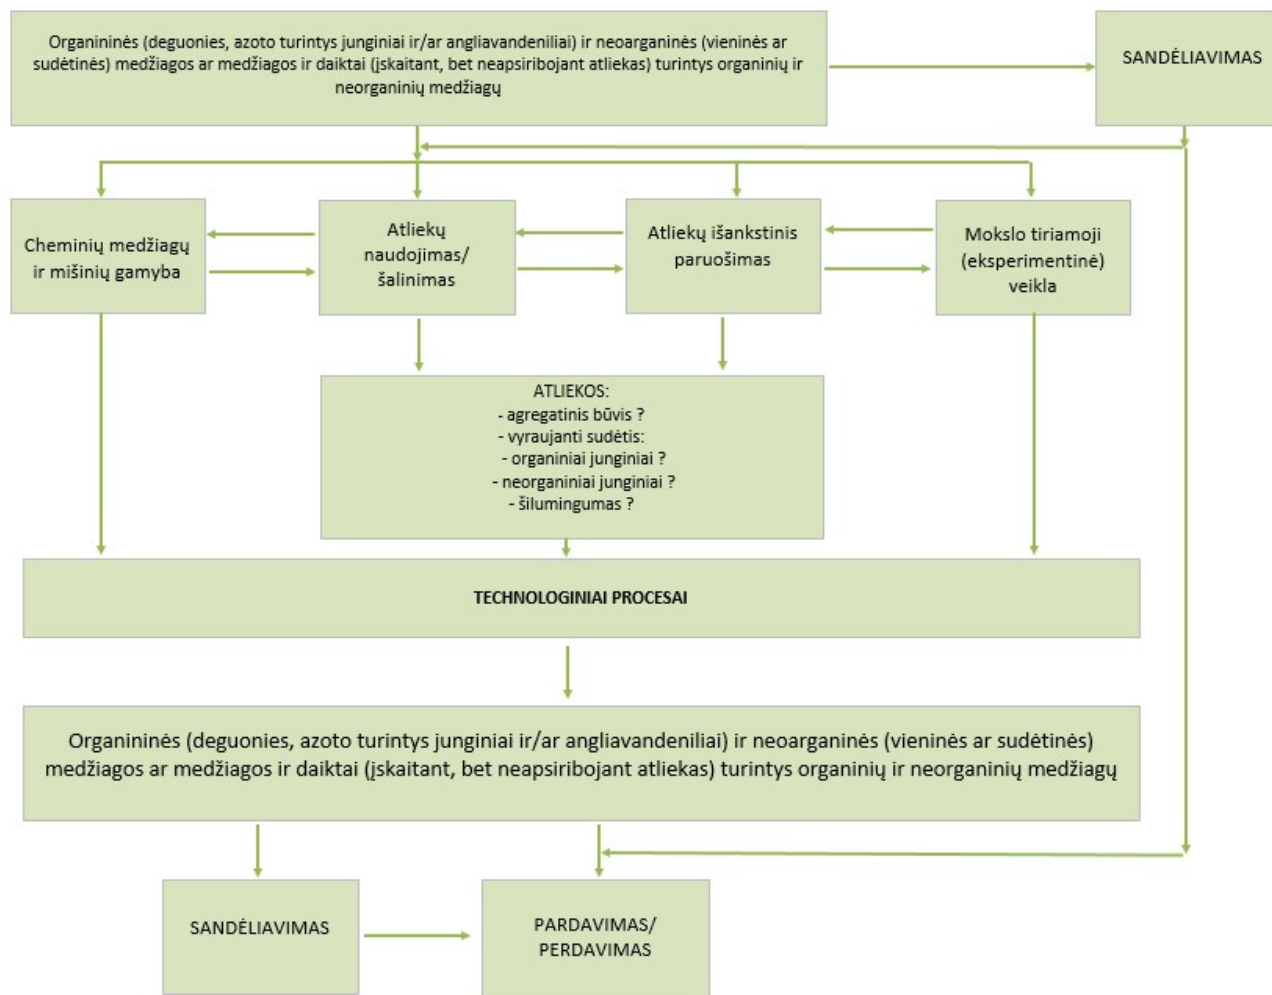 Organininės (deguonies, azoto turintys junginiai ir/ar angliavandeniliai) ir neoarganinės (vieninės ar
sudėtinės) medžiagos ar medžiagos ir daiktai (įskaitant, bet neapsiribojant atliekas) turintys organinių ir
neorganinių medžiagų
SANDĖLIAVIMAS
Cheminių medžiagų
ir mišinių gamyba
Atliekų
naudojimas/
šalinimas
Atliekų išankstinis
paruošimas
Mokslo tiriamoji
(eksperimentinė)
veikla
ATLIEKOS:
- agregatinis būvis ?
- vyraujanti sudėtis:
- organiniai junginiai ?
- neorganiniai junginiai ?
- šilumingumas ?
TECHNOLOGINIAI PROCESAI
Organininės (deguonies, azoto turintys junginiai ir/ar angliavandeniliai) ir neoarganinės (vieninės ar sudėtinės)
medžiagos ar medžiagos ir daiktai (įskaitant, bet neapsiribojant atliekas) turintys organinių ir neorganinių medžiagų
SANDĖLIAVIMAS
PARDAVIMAS/
PERDAVIMAS